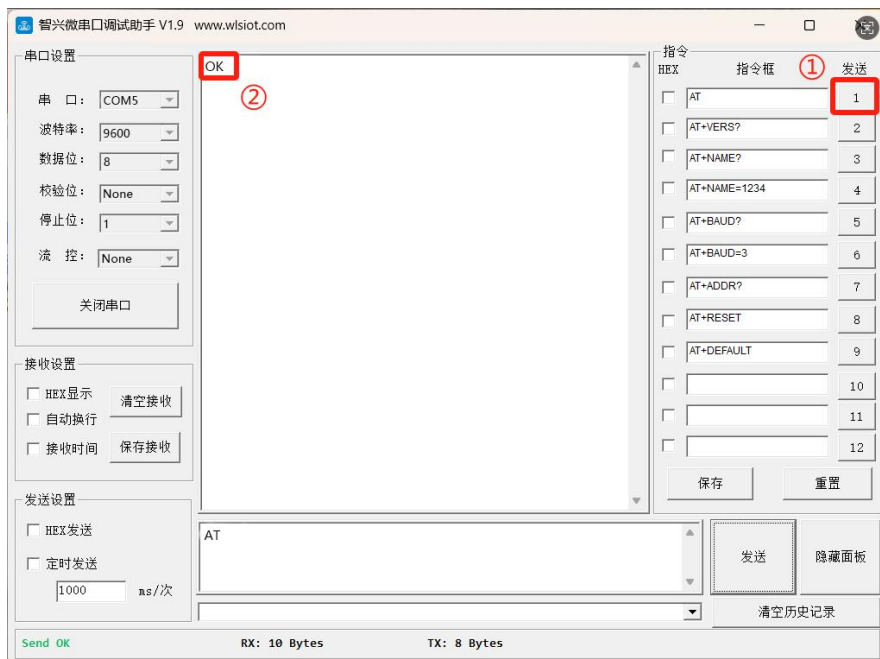 智兴微串口调试助手 V1.9 www.wlsiot.com
串口设置
串 口: COM5
波特率: 9600
数据位: 8
校验位: None
停止位: 1
流 控: None
关闭串口
接收设置
HEX显示
清空接收
自动换行
接收时间
保存接收
发送设置
HEX发送
定时发送
1000 ms/次
OK
②
AT
指令
HEX 指令框 ① 发送
AT 1
AT+VERS? 2
AT+NAME? 3
AT+NAME=1234 4
AT+BAUD? 5
AT+BAUD=3 6
AT+ADDR? 7
AT+RESET 8
AT+DEFAULT 9
10
11
12
保存 重置
发送 隐藏面板
清空历史记录
Send OK RX: 10 Bytes TX: 8 Bytes